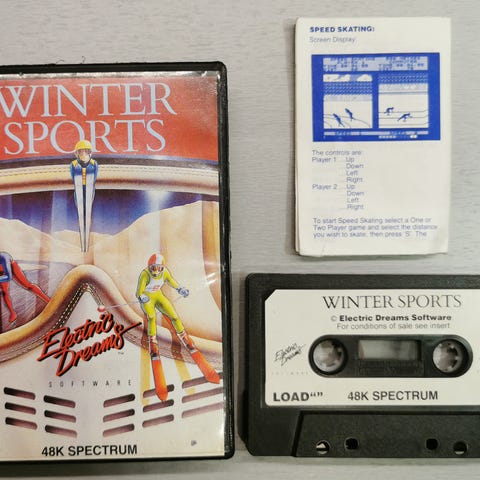 WINTER
SPORTS
Electric
Dreams™
SOFTWARE
48K SPECTRUM
SPEED SKATING:
Screen Display:
The controls are:
Player 1 ...Up
Down
Left
Right
Player 2 ...Up
Down
Left
Right
To start Speed Skating select a One or
Two Player game and select the distance
you wish to skate, then press 'S'. The
WINTER SPORTS
© Electric Dreams Software
For conditions of sale see insert.
Electric
Dreams
SOFTWARE
LOAD“”
48K SPECTRUM